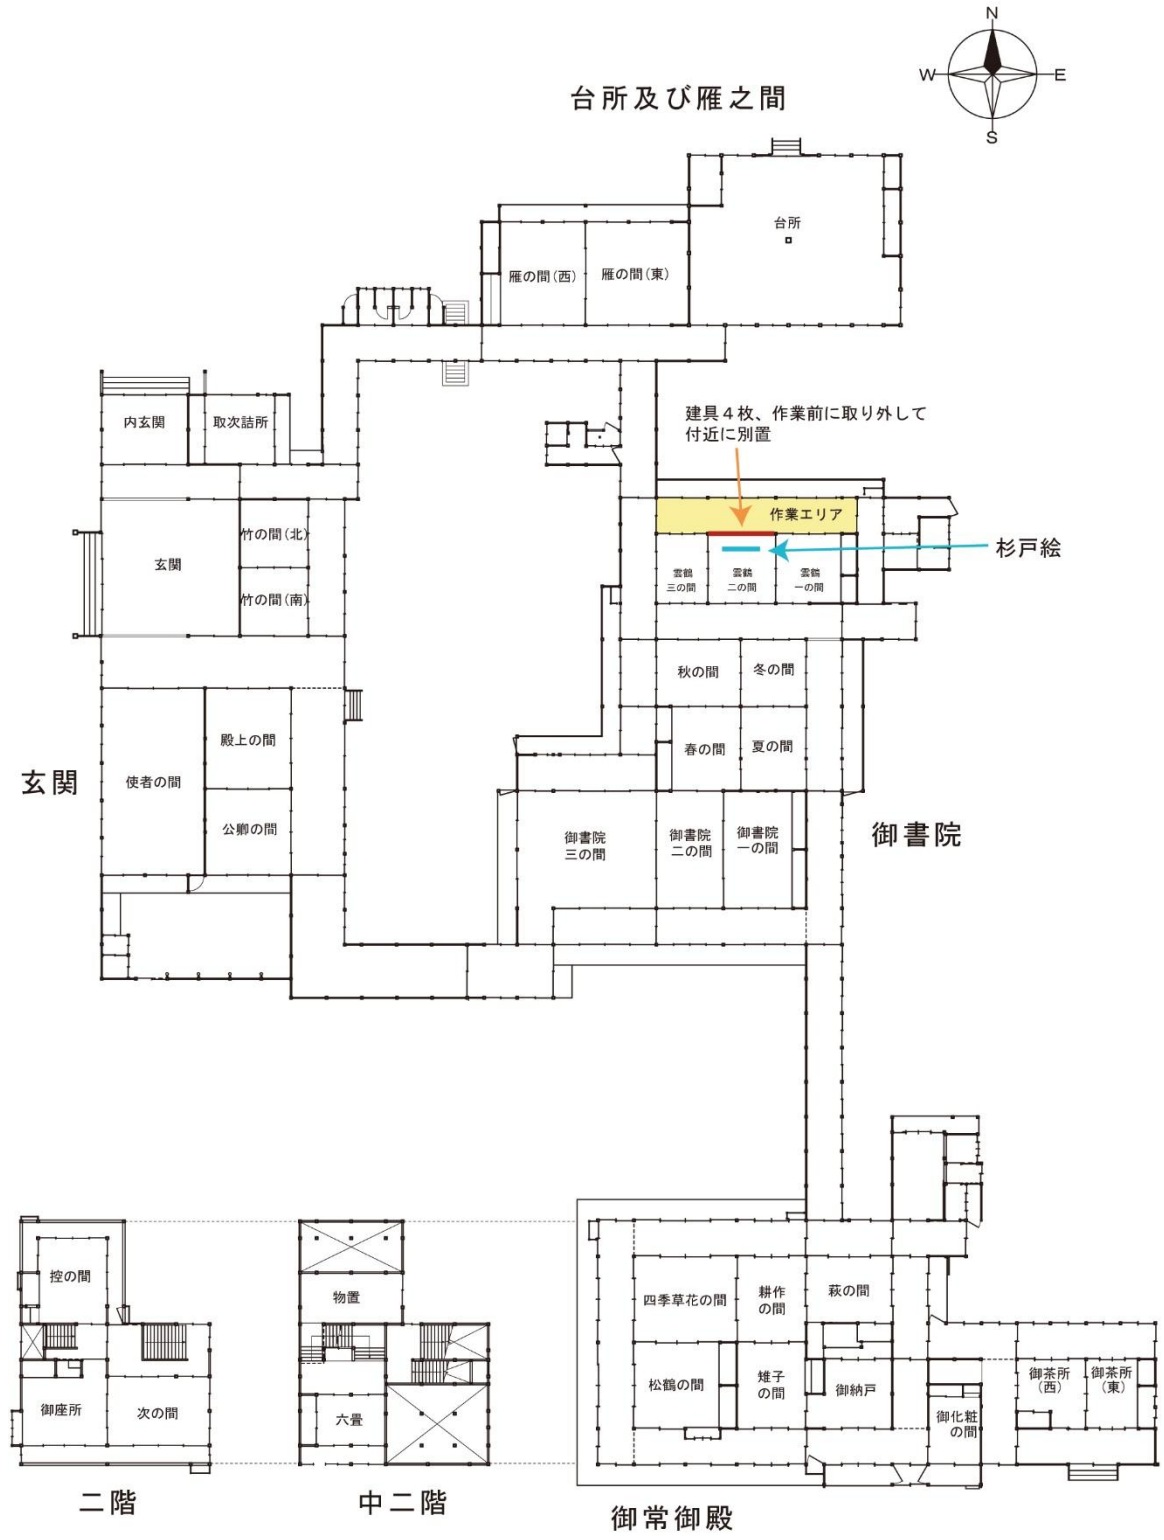 N
W
E
S
台所及び雁之間
台所
雁の間(西)
雁の間(東)
内玄関
取次詰所
建具４枚、作業前に取り外して
付近に別置
作業エリア
杉戸絵
玄関
竹の間(北)
竹の間(南)
雲鶴
三の間
雲鶴
二の間
雲鶴
一の間
秋の間
冬の間
春の間
夏の間
玄関
使者の間
殿上の間
公卿の間
御書院
三の間
御書院
二の間
御書院
一の間
御書院
控の間
御座所
次の間
二階
物置
六畳
中二階
四季草花の間
耕作
の間
萩の間
松鶴の間
雉子
の間
御納戸
御化粧
の間
御茶所
(西)
御茶所
(東)
御常御殿